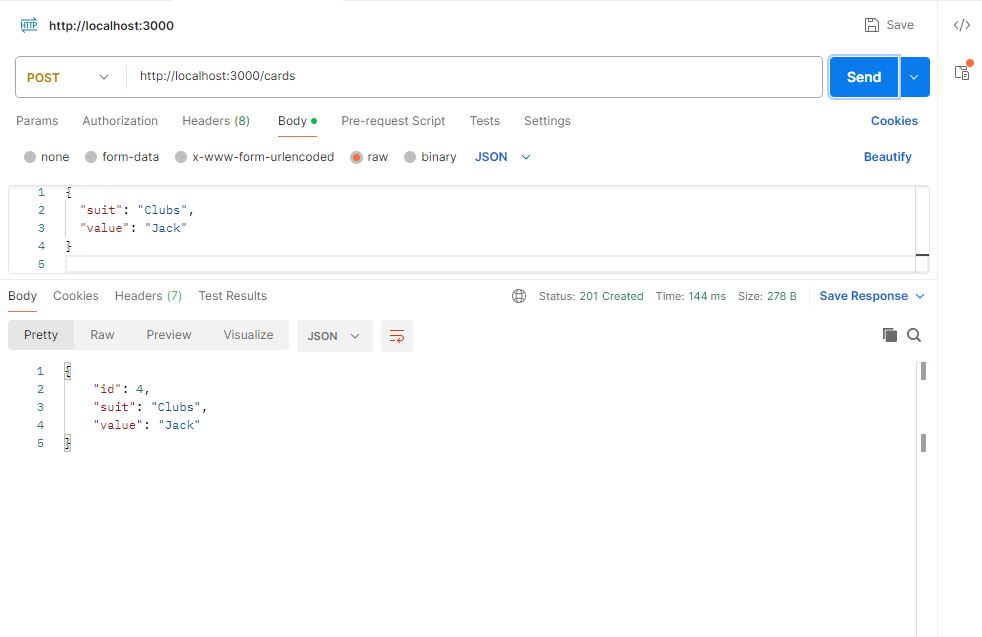 HTTP http://localhost:3000 Save </>
POST http://localhost:3000/cards Send
Params Authorization Headers (8) Body Pre-request Script Tests Settings Cookies
none form-data x-www-form-urlencoded raw binary JSON Beautify
1 {
2 "suit": "Clubs",
3 "value": "Jack"
4 }
5
Body Cookies Headers (7) Test Results Status: 201 Created Time: 144 ms Size: 278 B Save Response
Pretty Raw Preview Visualize JSON
1 {
2 "id": 4,
3 "suit": "Clubs",
4 "value": "Jack"
5 }